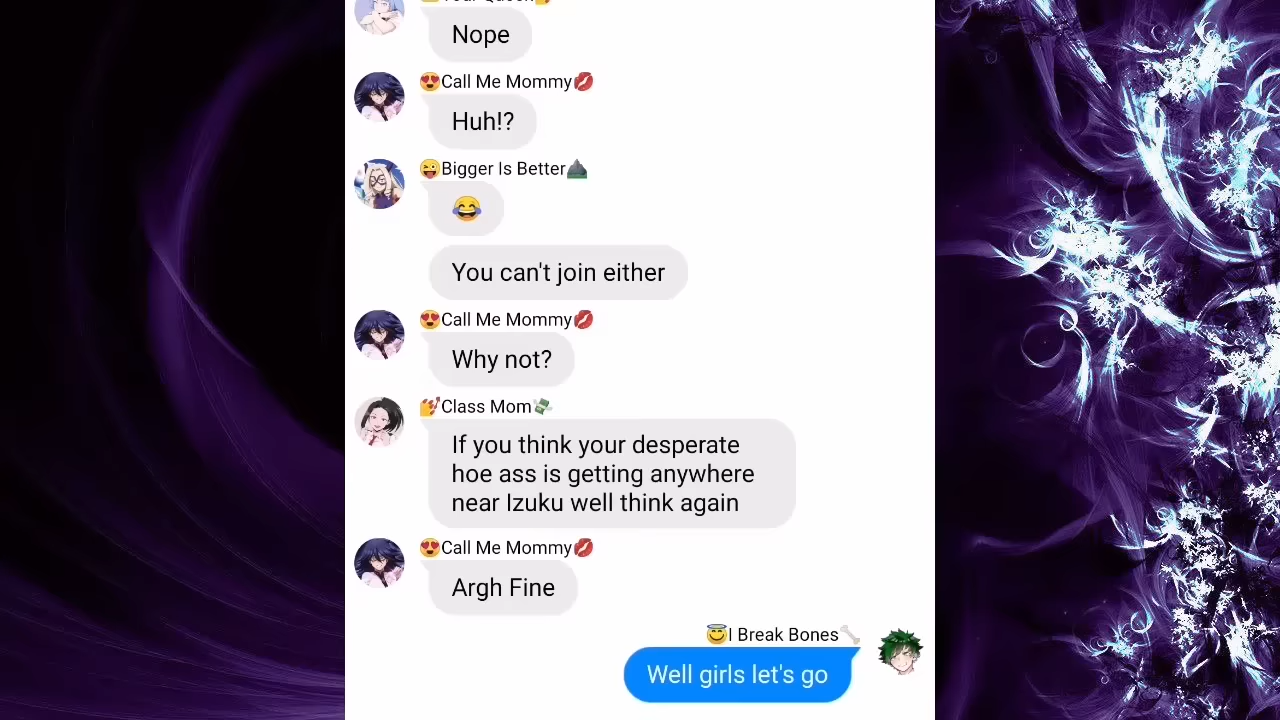 Your Queen
Nope
😍Call Me Mommy💋
Huh!?
😜Bigger Is Better⛰️
😂
You can't join either
😍Call Me Mommy💋
Why not?
💅Class Mom💸
If you think your desperate
hoe ass is getting anywhere
near Izuku well think again
😍Call Me Mommy💋
Argh Fine
😇I Break Bones🦴
Well girls let's go